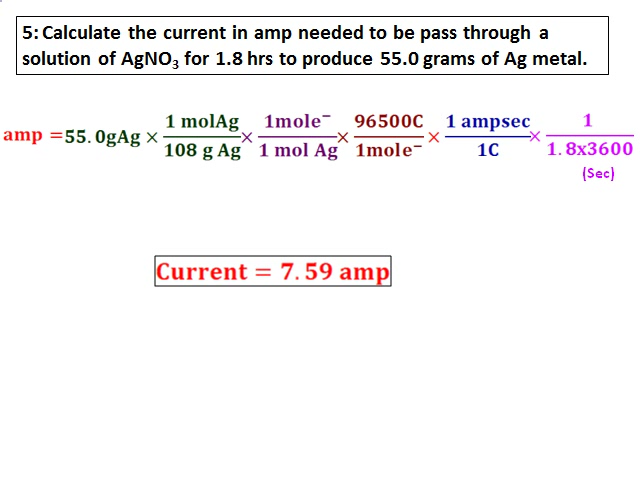 5: Calculate the current in amp needed to be pass through a
solution of AgNO₃ for 1.8 hrs to produce 55.0 grams of Ag metal.
amp = 55.0gAg × 1 molAg/108 g Ag × 1mole⁻/1 mol Ag × 96500C/1mole⁻ × 1 ampsec/1C × 1/1.8x3600
(Sec)
Current = 7.59 amp